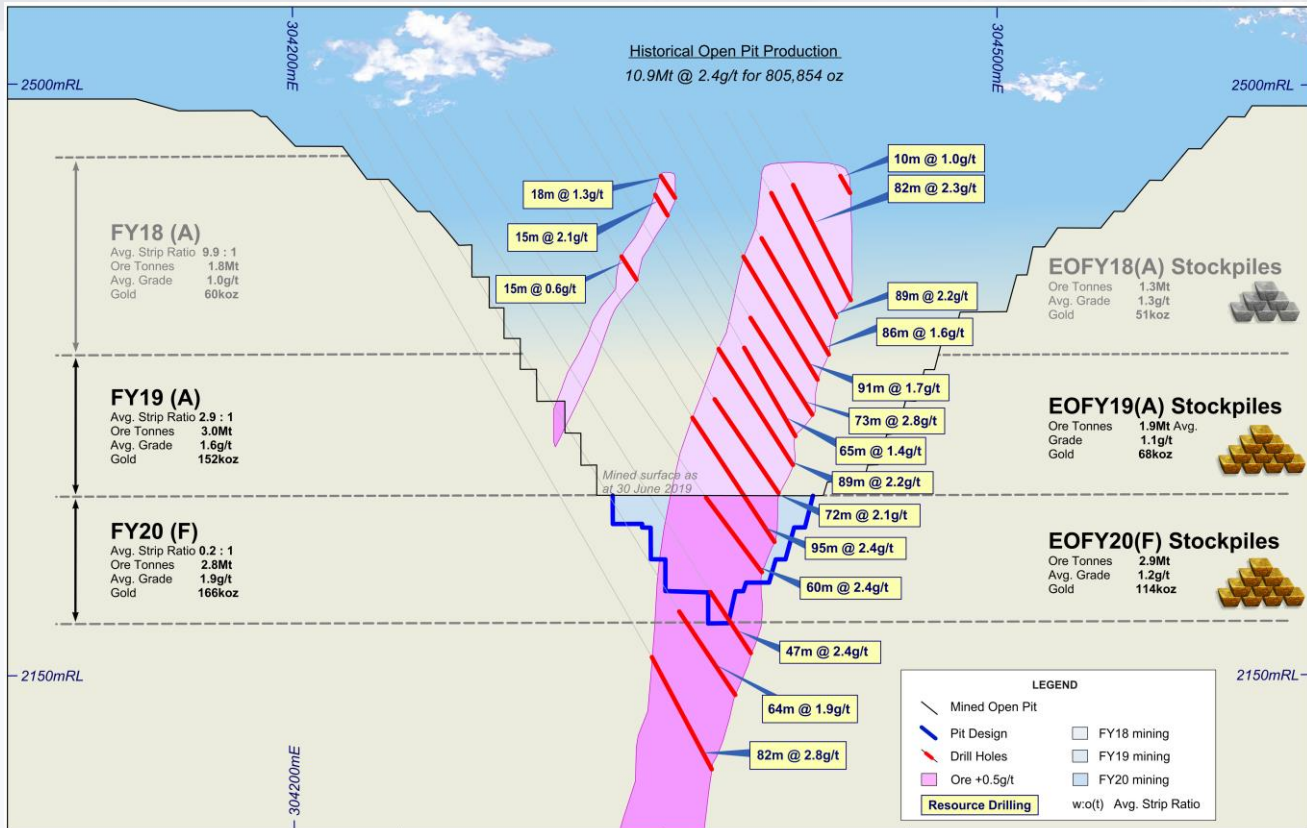 304200mE
304500mE
Historical Open Pit Production
10.9Mt @ 2.4g/t for 805,854 oz
2500mRL
2500mRL
10m @ 1.0g/t
82m @ 2.3g/t
18m @ 1.3g/t
15m @ 2.1g/t
15m @ 0.6g/t
FY18 (A)
Avg. Strip Ratio 9.9 : 1
Ore Tonnes 1.8Mt
Avg. Grade 1.0g/t
Gold 60koz
EOFY18(A) Stockpiles
Ore Tonnes 1.3Mt
Avg. Grade 1.3g/t
Gold 51koz
89m @ 2.2g/t
86m @ 1.6g/t
91m @ 1.7g/t
73m @ 2.8g/t
65m @ 1.4g/t
89m @ 2.2g/t
FY19 (A)
Avg. Strip Ratio 2.9 : 1
Ore Tonnes 3.0Mt
Avg. Grade 1.6g/t
Gold 152koz
EOFY19(A) Stockpiles
Ore Tonnes 1.9Mt Avg.
Grade 1.1g/t
Gold 68koz
Mined surface as
at 30 June 2019
72m @ 2.1g/t
95m @ 2.4g/t
60m @ 2.4g/t
FY20 (F)
Avg. Strip Ratio 0.2 : 1
Ore Tonnes 2.8Mt
Avg. Grade 1.9g/t
Gold 166koz
EOFY20(F) Stockpiles
Ore Tonnes 2.9Mt
Avg. Grade 1.2g/t
Gold 114koz
47m @ 2.4g/t
64m @ 1.9g/t
82m @ 2.8g/t
2150mRL
2150mRL
304200mE
LEGEND
Mined Open Pit
Pit Design
Drill Holes
Ore +0.5g/t
Resource Drilling
FY18 mining
FY19 mining
FY20 mining
w:o(t) Avg. Strip Ratio